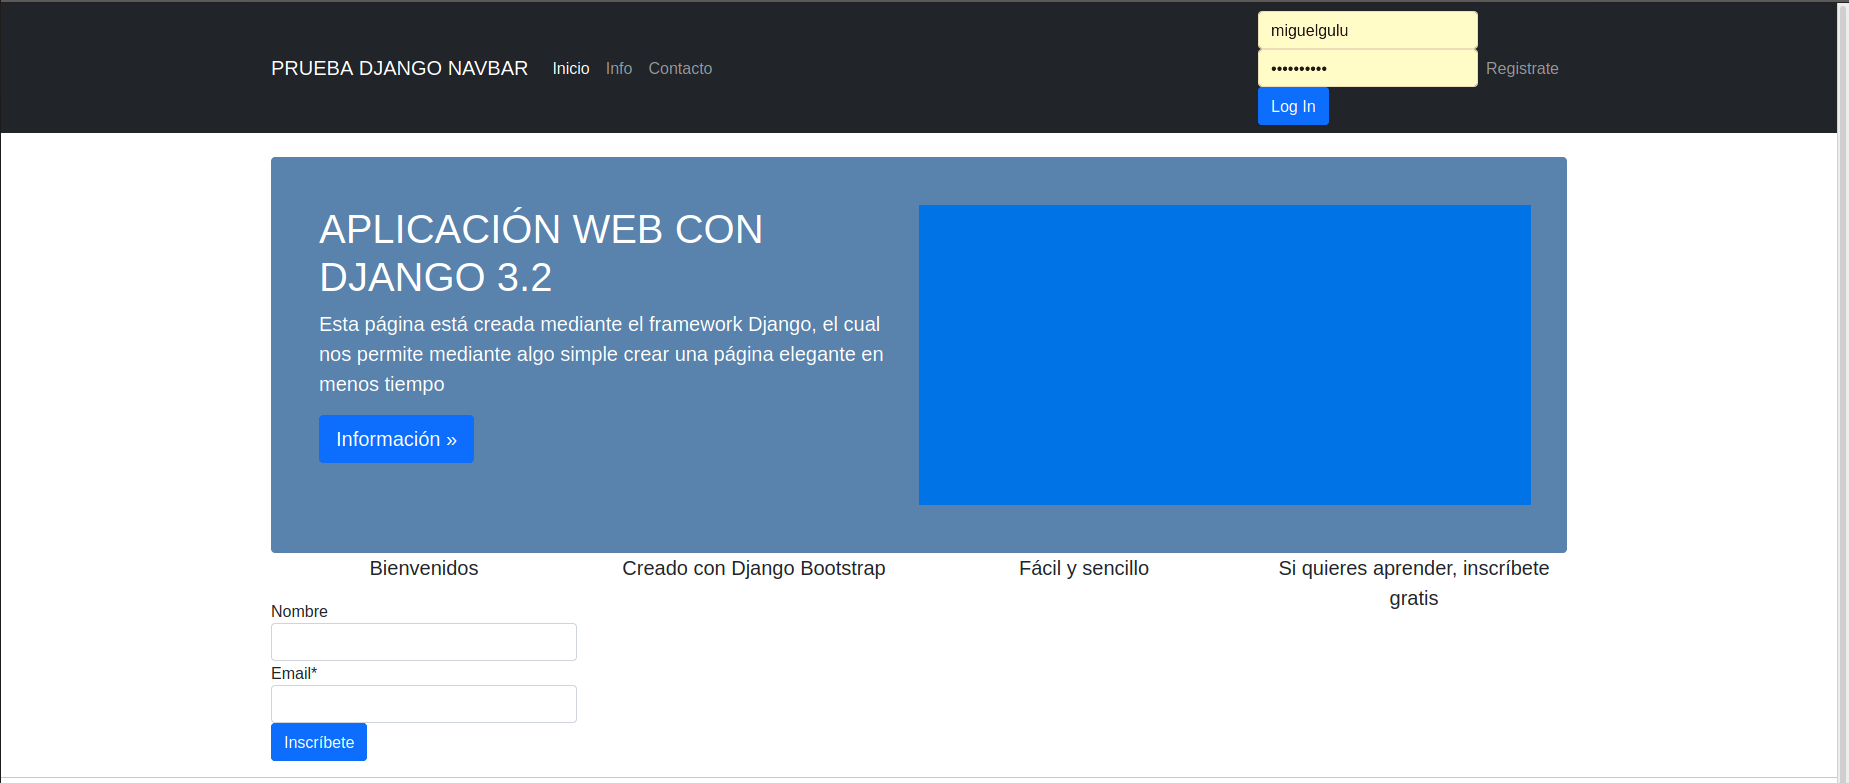 PRUEBA DJANGO NAVBAR
Inicio
Info
Contacto
miguelgulu
••••••••••
Log In
Registrate
APLICACIÓN WEB CON
DJANGO 3.2
Esta página está creada mediante el framework Django, el cual
nos permite mediante algo simple crear una página elegante en
menos tiempo
Información »
Bienvenidos
Creado con Django Bootstrap
Fácil y sencillo
Si quieres aprender, inscríbete
gratis
Nombre
Email*
Inscríbete